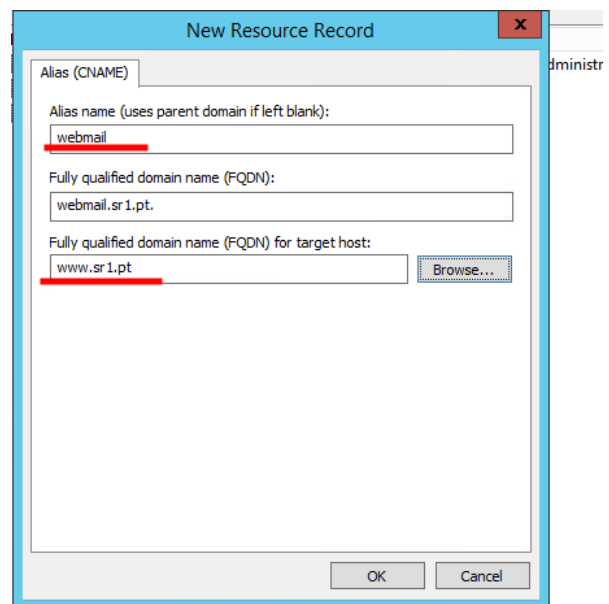 New Resource Record
x
dministr
Alias (CNAME)
Alias name (uses parent domain if left blank):
webmail
Fully qualified domain name (FQDN):
webmail.sr1.pt.
Fully qualified domain name (FQDN) for target host:
www.sr1.pt
Browse...
OK
Cancel